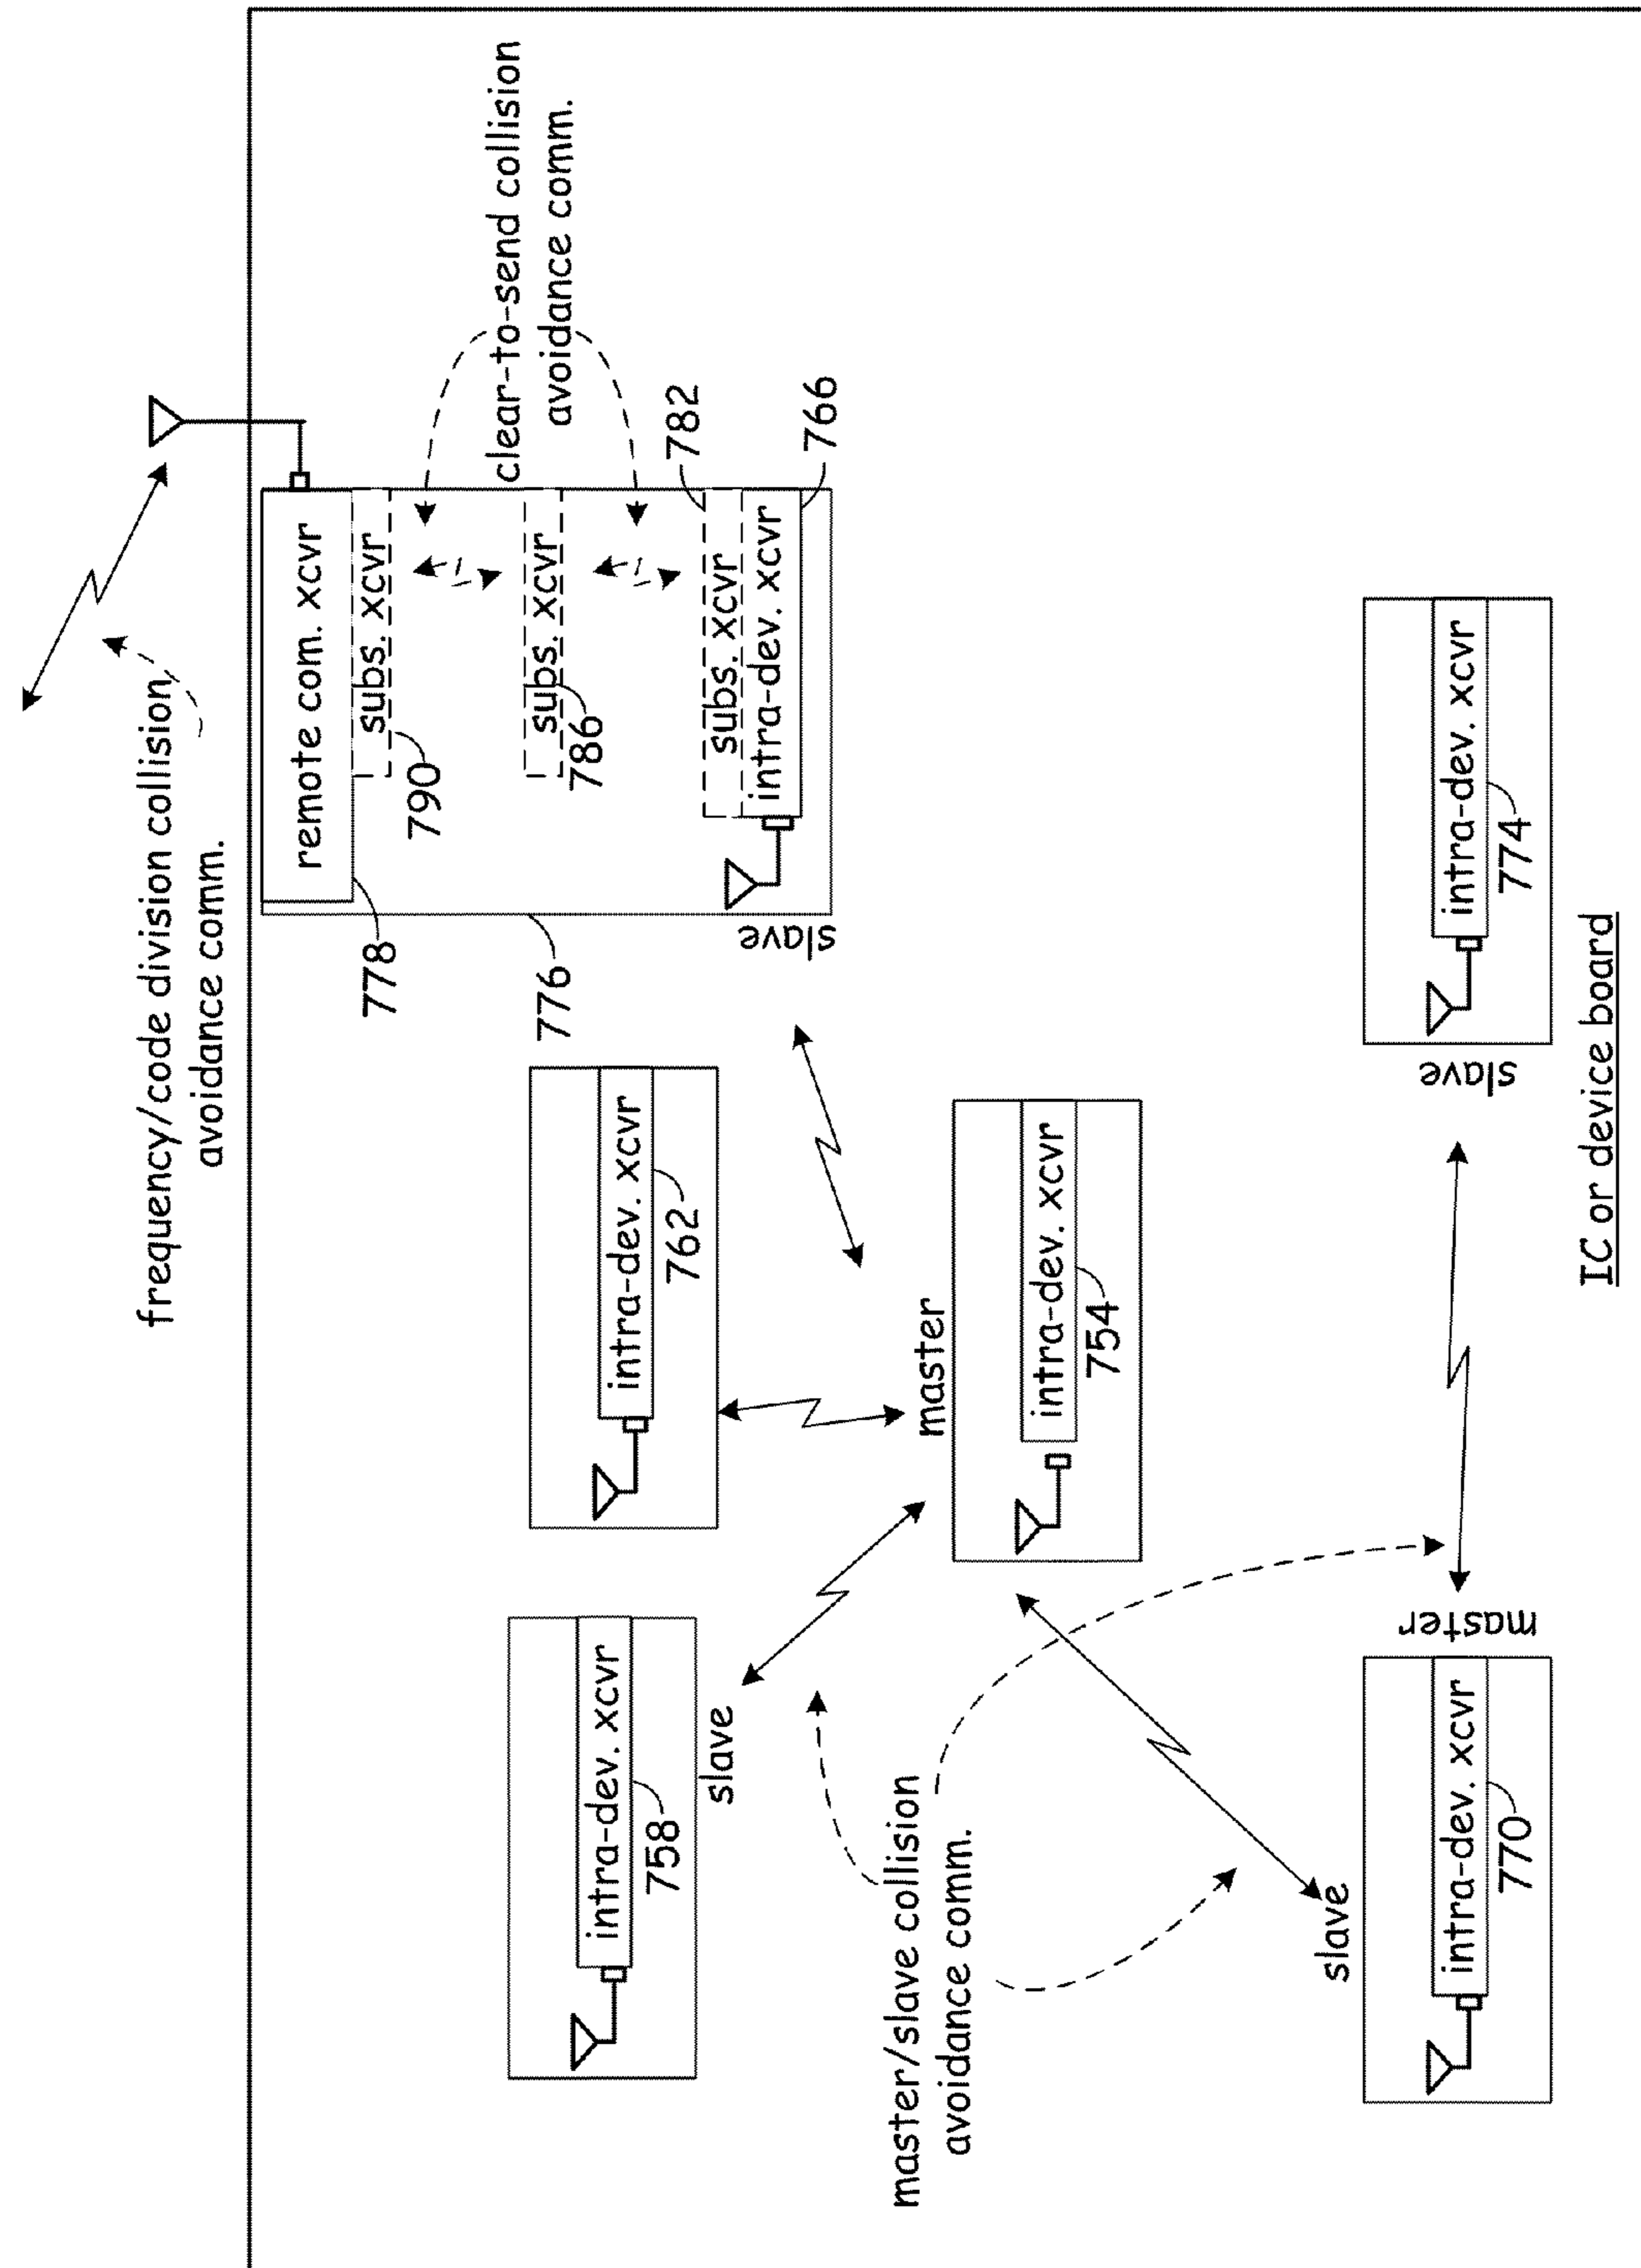 frequency/code division collision
avoidance comm.
remote com. xcvr
778
subs. xcvr
790
clear-to-send collision
avoidance comm.
subs. xcvr
786
776
subs. xcvr
782
intra-dev. xcvr
766
slave
intra-dev. xcvr
758
slave
intra-dev. xcvr
762
master
intra-dev. xcvr
754
master/slave collision
avoidance comm.
slave
intra-dev. xcvr
770
master
slave
intra-dev. xcvr
774
IC or device board